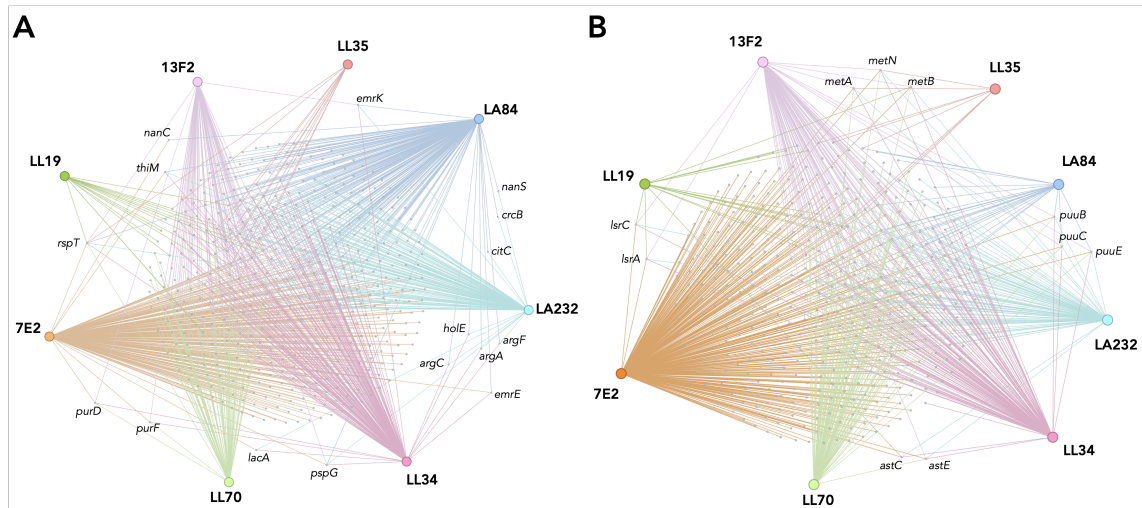 A
LL35
13F2
emrK
LA84
nanC
LL19
thiM
nanS
crcB
rspT
citC
LA232
7E2
holE
argF
argA
argC
emrE
purD
purF
lacA
pspG
LL34
LL70
B
13F2
metN
LL35
metA
metB
LA84
LL19
puuB
lsrC
puuC
puuE
lsrA
LA232
7E2
LL34
astC
astE
LL70